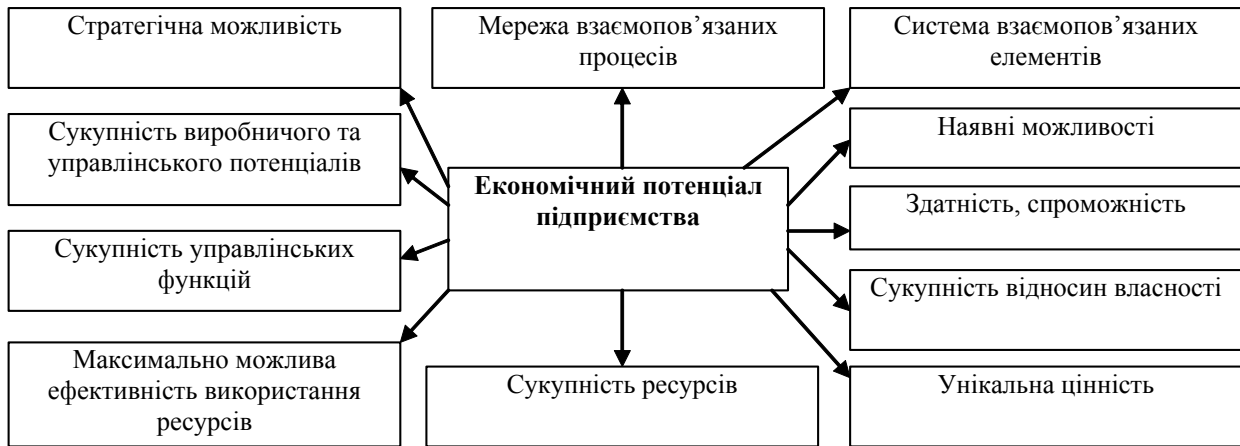 Стратегічна можливість
Мережа взаємопов’язаних
процесів
Система взаємопов’язаних
елементів
Сукупність виробничого та
управлінського потенціалів
Наявні можливості
Економічний потенціал
підприємства
Здатність, спроможність
Сукупність управлінських
функцій
Сукупність відносин власності
Максимально можлива
ефективність використання
ресурсів
Сукупність ресурсів
Унікальна цінність